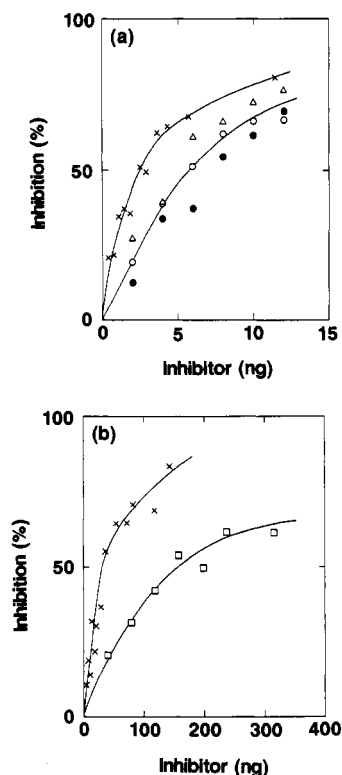 100
(a)
50
0
Inhibition (%)
0 5 10 15
Inhibitor (ng)
100
(b)
50
0
Inhibition (%)
0 100 200 300 400
Inhibitor (ng)